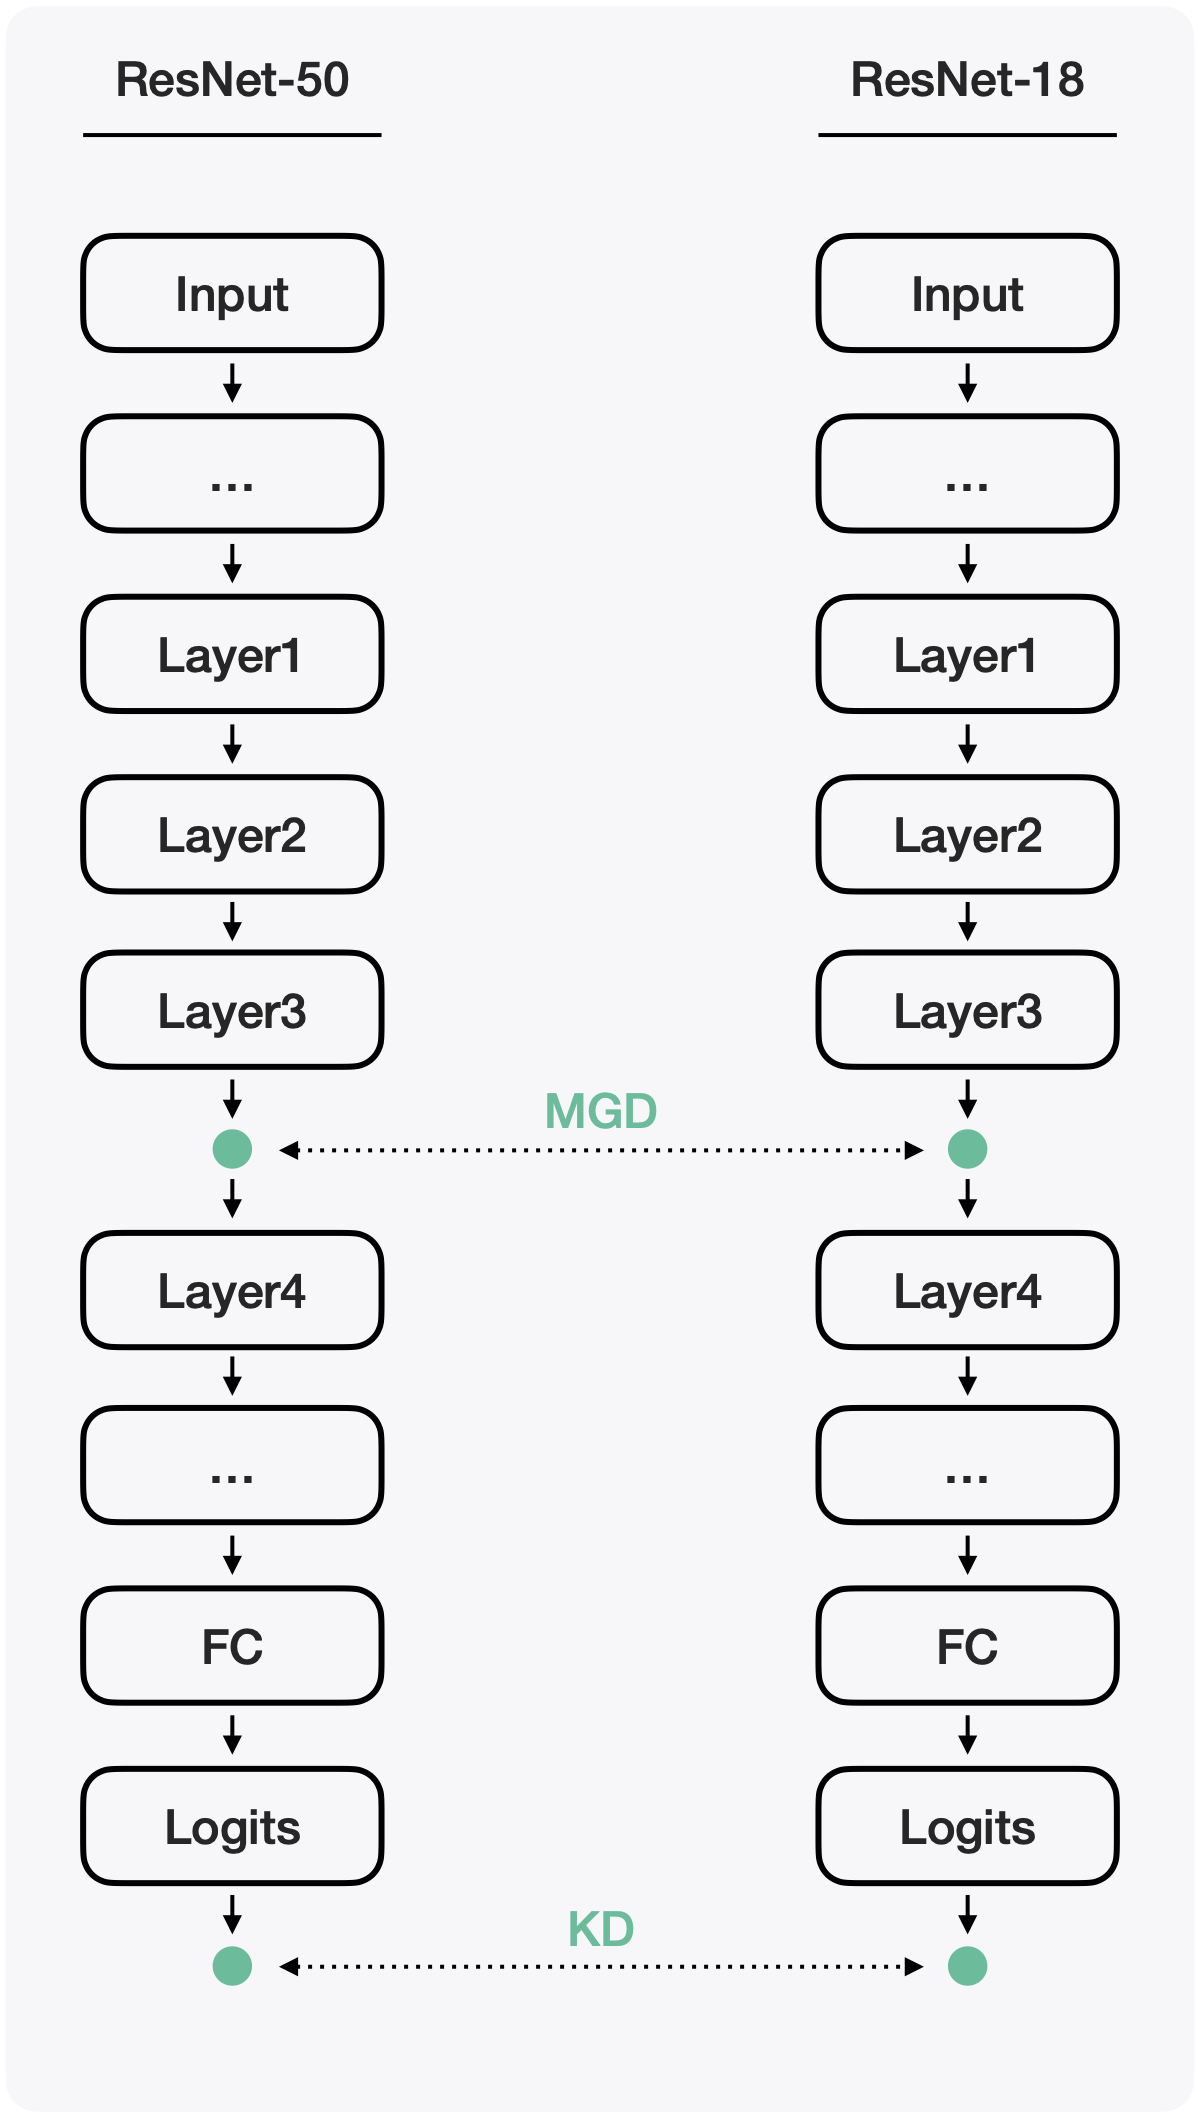 ResNet-50
ResNet-18
Input
Input
...
...
Layer1
Layer1
Layer2
Layer2
Layer3
Layer3
MGD
Layer4
Layer4
...
...
FC
FC
Logits
Logits
KD